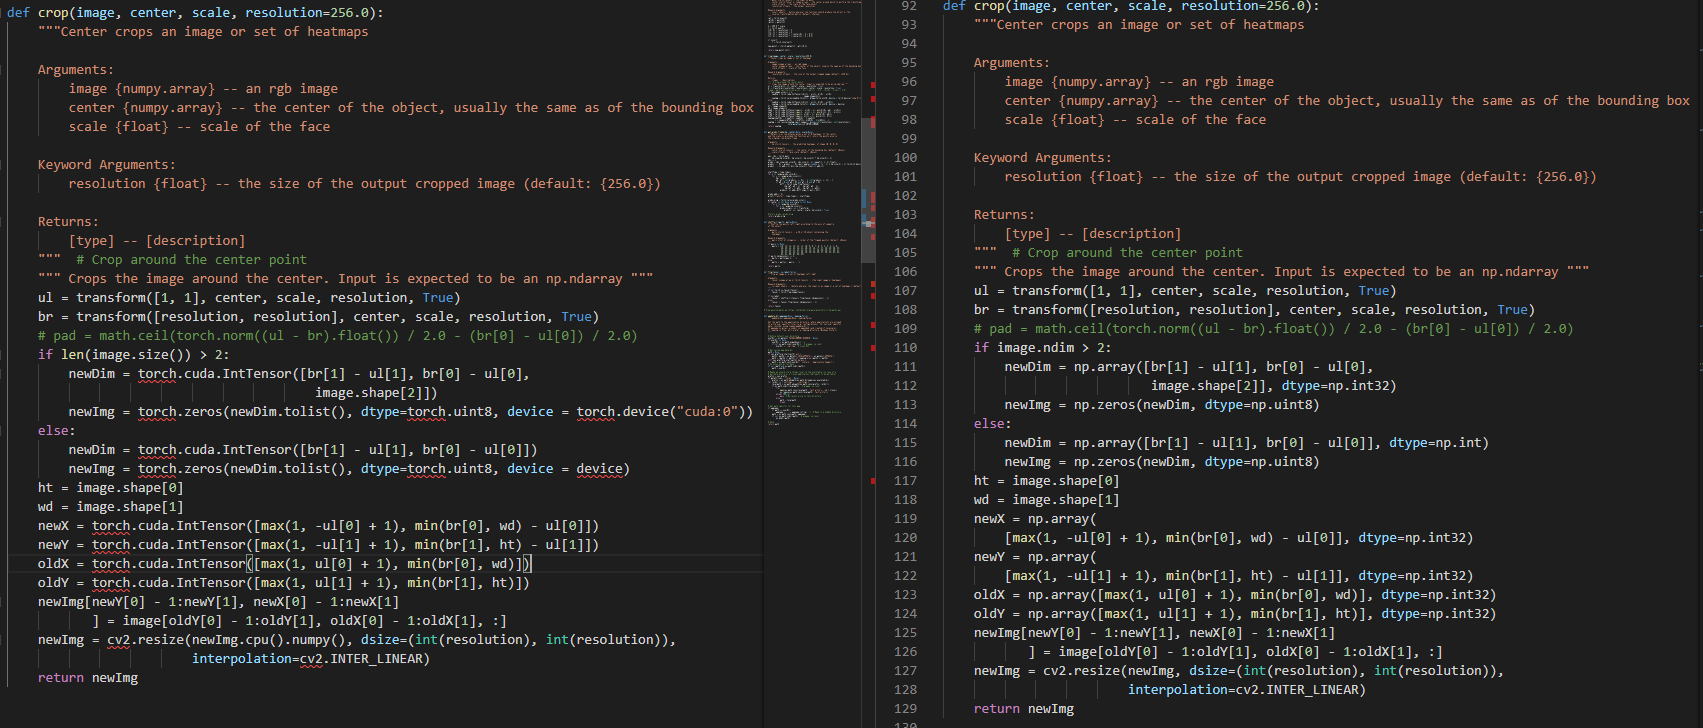 def crop(image, center, scale, resolution=256.0):
    """Center crops an image or set of heatmaps
    Arguments:
        image {numpy.array} -- an rgb image
        center {numpy.array} -- the center of the object, usually the same as of the bounding box
        scale {float} -- scale of the face
    Keyword Arguments:
        resolution {float} -- the size of the output cropped image (default: {256.0})
    Returns:
        [type] -- [description]
    """  # Crop around the center point
    """ Crops the image around the center. Input is expected to be an np.ndarray """
    ul = transform([1, 1], center, scale, resolution, True)
    br = transform([resolution, resolution], center, scale, resolution, True)
    # pad = math.ceil(torch.norm((ul - br).float()) / 2.0 - (br[0] - ul[0]) / 2.0)
    if len(image.size()) > 2:
        newDim = torch.cuda.IntTensor([br[1] - ul[1], br[0] - ul[0],
                                        image.shape[2]])
        newImg = torch.zeros(newDim.tolist(), dtype=torch.uint8, device = torch.device("cuda:0"))
    else:
        newDim = torch.cuda.IntTensor([br[1] - ul[1], br[0] - ul[0]])
        newImg = torch.zeros(newDim.tolist(), dtype=torch.uint8, device = device)
    ht = image.shape[0]
    wd = image.shape[1]
    newX = torch.cuda.IntTensor([max(1, -ul[0] + 1), min(br[0], wd) - ul[0]])
    newY = torch.cuda.IntTensor([max(1, -ul[1] + 1), min(br[1], ht) - ul[1]])
    oldX = torch.cuda.IntTensor([max(1, ul[0] + 1), min(br[0], wd)])
    oldY = torch.cuda.IntTensor([max(1, ul[1] + 1), min(br[1], ht)])
    newImg[newY[0] - 1:newY[1], newX[0] - 1:newX[1]
           ] = image[oldY[0] - 1:oldY[1], oldX[0] - 1:oldX[1], :]
    newImg = cv2.resize(newImg.cpu().numpy(), dsize=(int(resolution), int(resolution)),
                        interpolation=cv2.INTER_LINEAR)
    return newImg
92 def crop(image, center, scale, resolution=256.0):
93     """Center crops an image or set of heatmaps
94
95     Arguments:
96         image {numpy.array} -- an rgb image
97         center {numpy.array} -- the center of the object, usually the same as of the bounding box
98         scale {float} -- scale of the face
99
100     Keyword Arguments:
101         resolution {float} -- the size of the output cropped image (default: {256.0})
102
103     Returns:
104         [type] -- [description]
105     """  # Crop around the center point
106     """ Crops the image around the center. Input is expected to be an np.ndarray """
107     ul = transform([1, 1], center, scale, resolution, True)
108     br = transform([resolution, resolution], center, scale, resolution, True)
109     # pad = math.ceil(torch.norm((ul - br).float()) / 2.0 - (br[0] - ul[0]) / 2.0)
110     if image.ndim > 2:
111         newDim = np.array([br[1] - ul[1], br[0] - ul[0],
112                            image.shape[2]], dtype=np.int32)
113         newImg = np.zeros(newDim, dtype=np.uint8)
114     else:
115         newDim = np.array([br[1] - ul[1], br[0] - ul[0]], dtype=np.int)
116         newImg = np.zeros(newDim, dtype=np.uint8)
117     ht = image.shape[0]
118     wd = image.shape[1]
119     newX = np.array(
120         [max(1, -ul[0] + 1), min(br[0], wd) - ul[0]], dtype=np.int32)
121     newY = np.array(
122         [max(1, -ul[1] + 1), min(br[1], ht) - ul[1]], dtype=np.int32)
123     oldX = np.array([max(1, ul[0] + 1), min(br[0], wd)], dtype=np.int32)
124     oldY = np.array([max(1, ul[1] + 1), min(br[1], ht)], dtype=np.int32)
125     newImg[newY[0] - 1:newY[1], newX[0] - 1:newX[1]
126            ] = image[oldY[0] - 1:oldY[1], oldX[0] - 1:oldX[1], :]
127     newImg = cv2.resize(newImg, dsize=(int(resolution), int(resolution)),
128                         interpolation=cv2.INTER_LINEAR)
129     return newImg
130